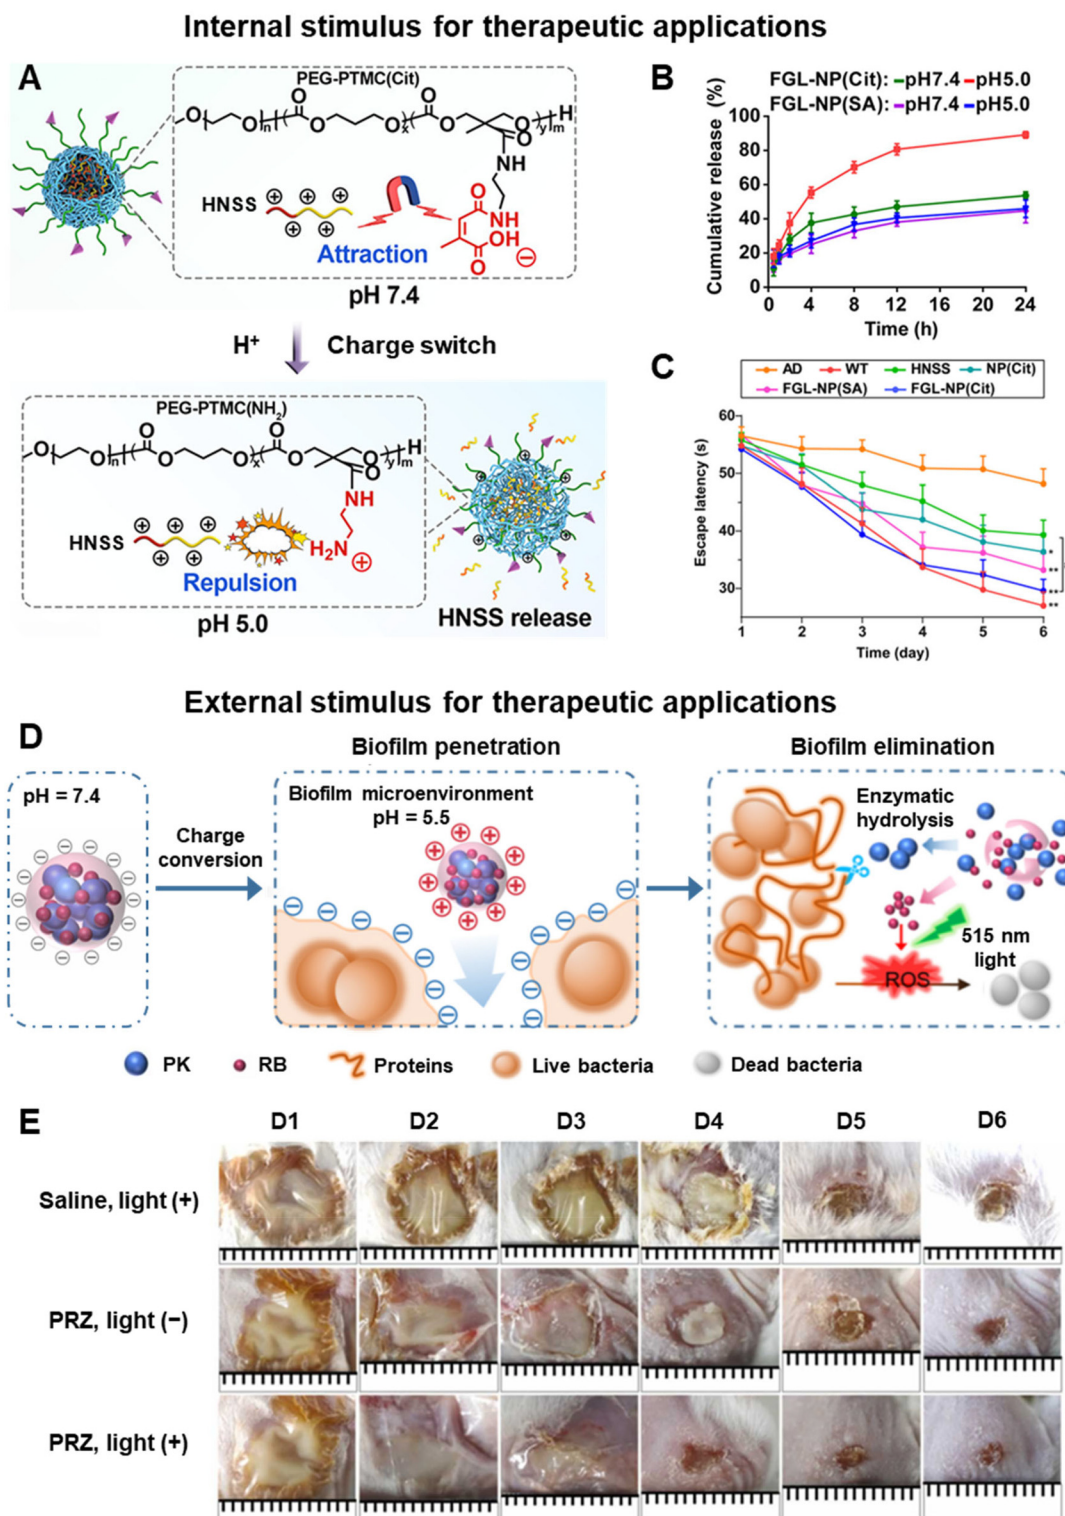 Internal stimulus for therapeutic applications
A
PEG-PTMC(Cit)
O
O
O
n
O
O
O
x
O
O
O
y
m
H
O
NH
HNSS
O
NH
OH
O
Attraction
pH 7.4
H⁺
Charge switch
PEG-PTMC(NH₂)
O
O
O
n
O
O
O
x
O
O
O
y
m
H
O
NH
HNSS
H₂N
Repulsion
pH 5.0
HNSS release
B
FGL-NP(Cit): pH7.4 pH5.0
FGL-NP(SA): pH7.4 pH5.0
Cumulative release (%)
100
80
60
40
20
0
0 4 8 12 16 20 24
Time (h)
C
AD WT HNSS NP(Cit)
FGL-NP(SA) FGL-NP(Cit)
Escape latency (s)
60
50
40
30
*
**
**
**
1 2 3 4 5 6
Time (day)
External stimulus for therapeutic applications
D
Biofilm penetration
Biofilm elimination
pH = 7.4
Charge
conversion
Biofilm microenvironment
pH = 5.5
Enzymatic
hydrolysis
515 nm
light
ROS
PK RB Proteins Live bacteria Dead bacteria
E
D1 D2 D3 D4 D5 D6
Saline, light (+)
PRZ, light (−)
PRZ, light (+)